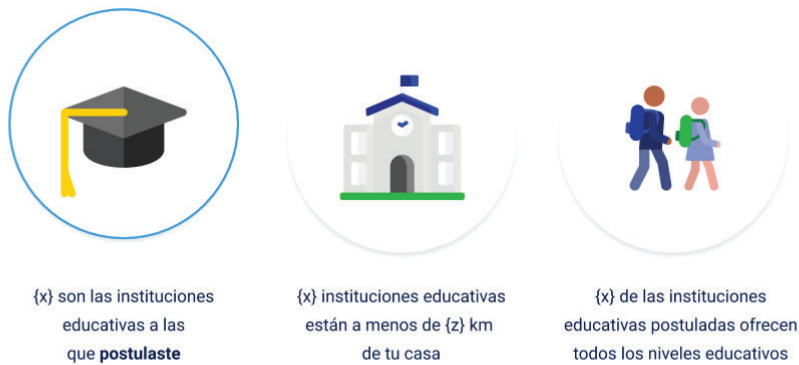 {x} son las instituciones
educativas a las
que postulaste
{x} instituciones educativas
están a menos de {z} km
de tu casa
{x} de las instituciones
educativas postuladas ofrecen
todos los niveles educativos